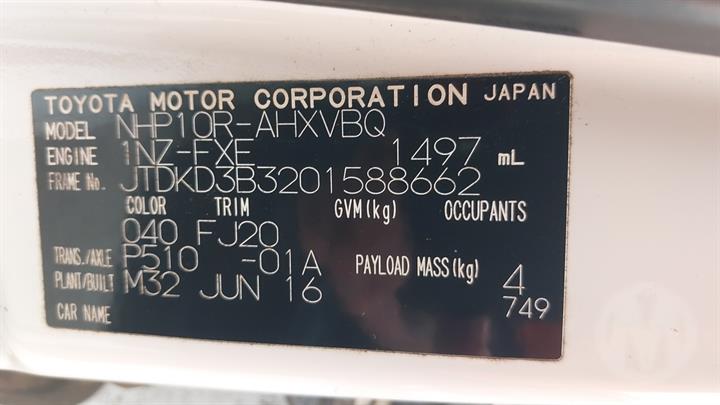 TOYOTA MOTOR CORPORATION JAPAN
MODEL NHP10R-AHXVBQ
ENGINE 1NZ-FXE 1497 mL
FRAME No. JTDKD3B3201588662
COLOR TRIM GVM(kg) OCCUPANTS
040 FJ20
TRANS./AXLE P510 -01A PAYLOAD MASS(kg) 4
PLANT/BUILT M32 JUN 16 749
CAR NAME
M